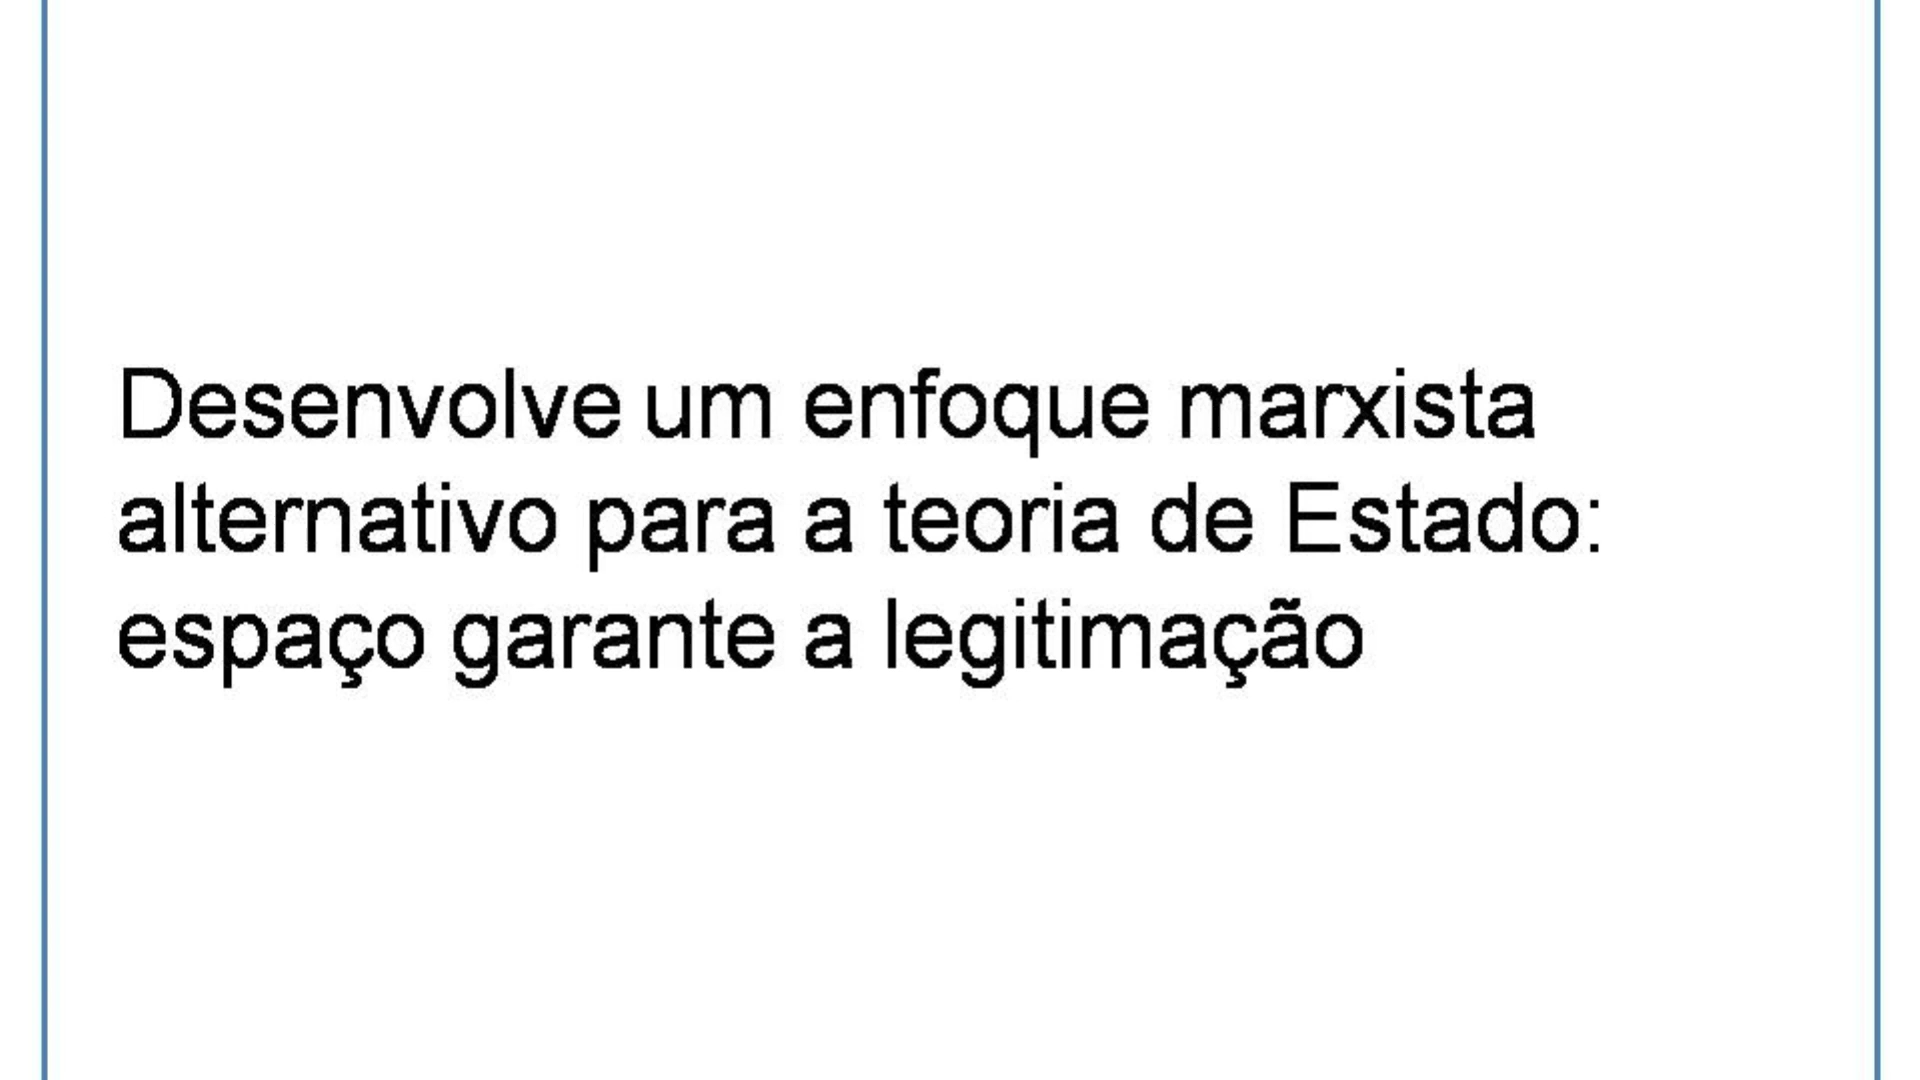 Desenvolve um enfoque marxista
alternativo para a teoria de Estado:
espaço garante a legitimação